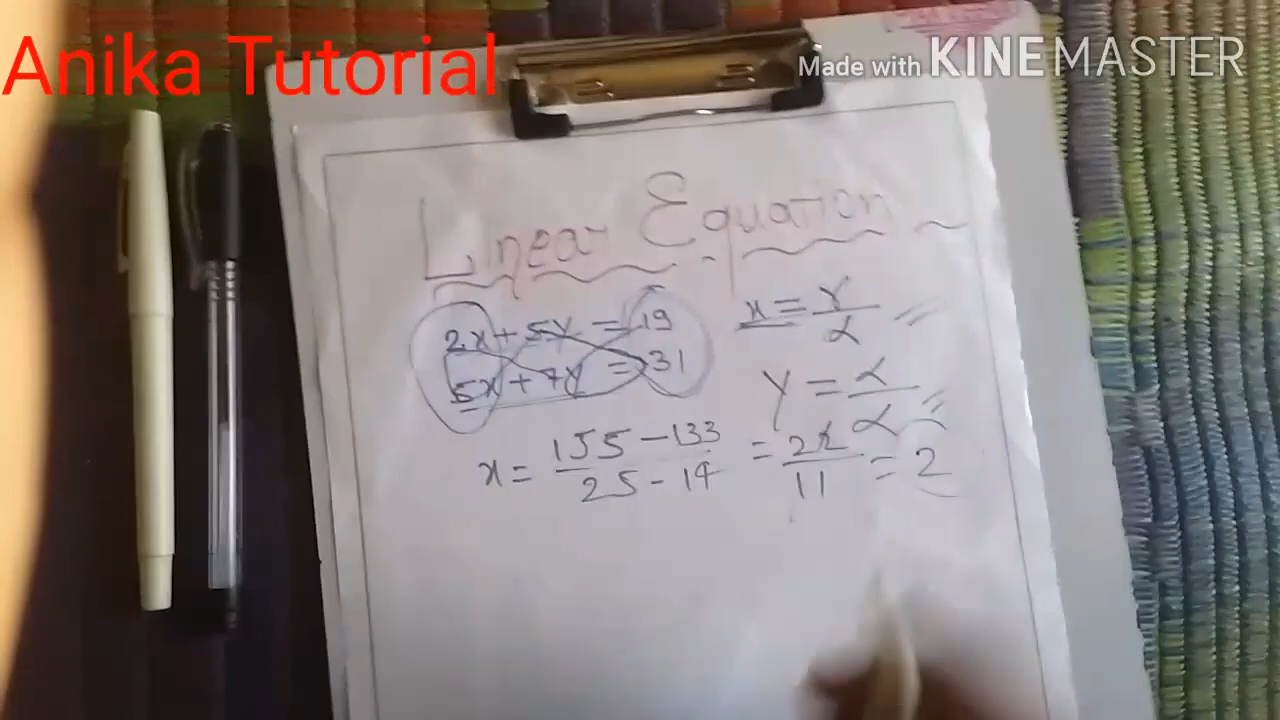 Anika Tutorial
Made with KINEMASTER
Linear Equation
2x + 5y = 19
5x + 7y = 31
x = γ/α
y = α/α
x = 155 - 133 / 25 - 14 = 22/11 = 2